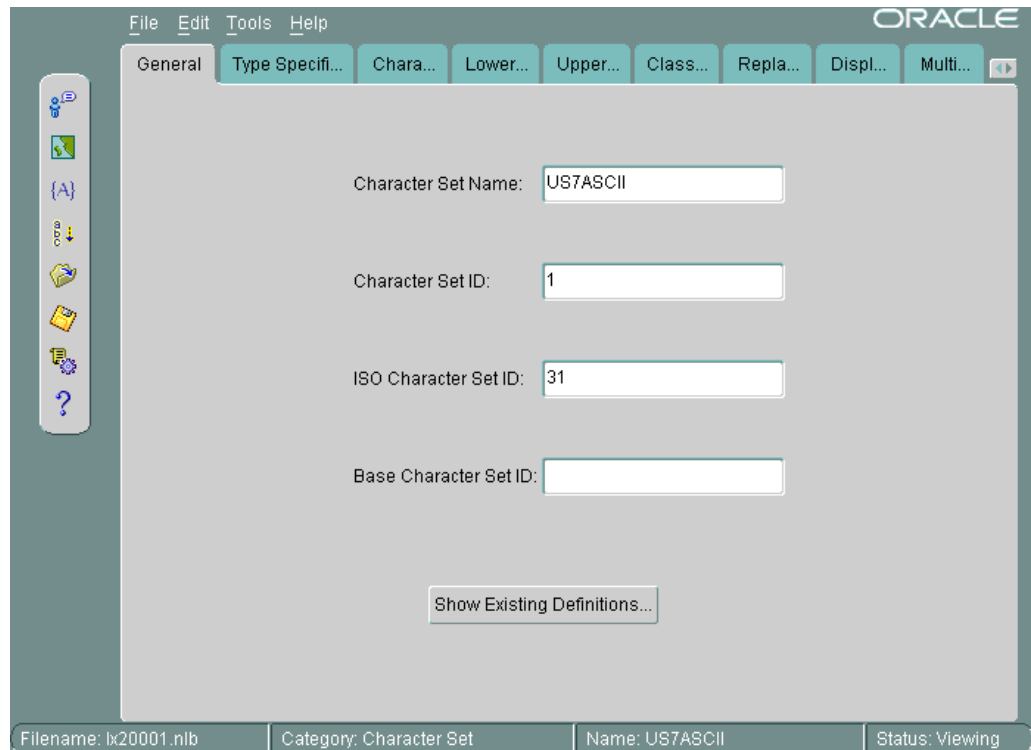 File Edit Tools Help
ORACLE
General Type Specifi... Chara... Lower... Upper... Class... Repla... Displ... Multi...
{A}
a
b
c
?
Character Set Name: US7ASCII
Character Set ID: 1
ISO Character Set ID: 31
Base Character Set ID:
Show Existing Definitions...
Filename: lx20001.nlb Category: Character Set Name: US7ASCII Status: Viewing